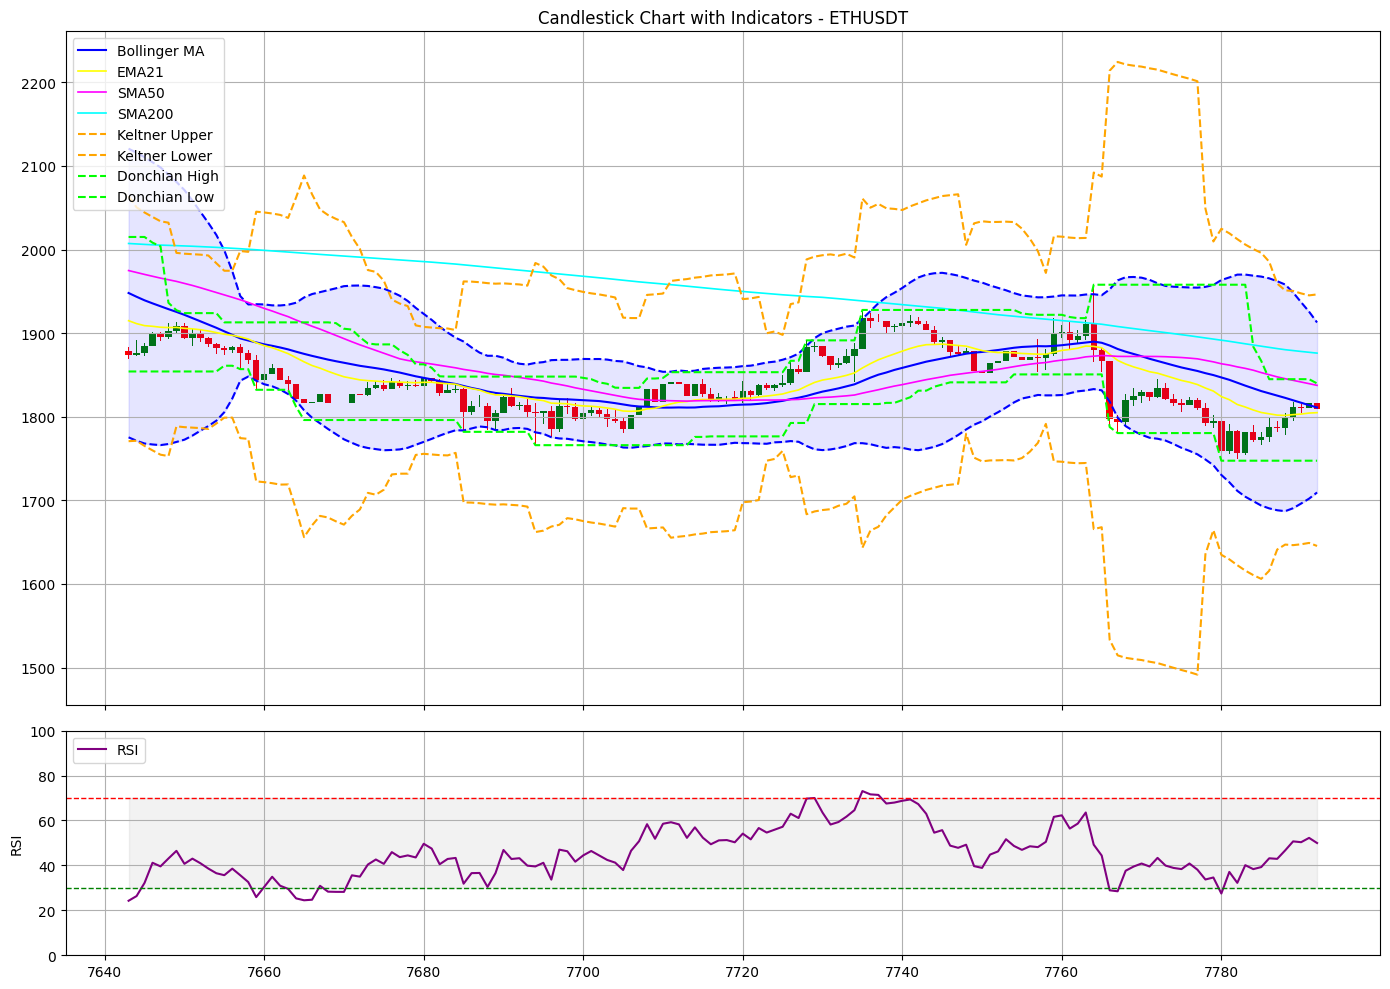 Candlestick Chart with Indicators - ETHUSDT
Bollinger MA
EMA21
SMA50
SMA200
Keltner Upper
Keltner Lower
Donchian High
Donchian Low
2200
2100
2000
1900
1800
1700
1600
1500
RSI
100
80
60
40
20
0
RSI
7640
7660
7680
7700
7720
7740
7760
7780